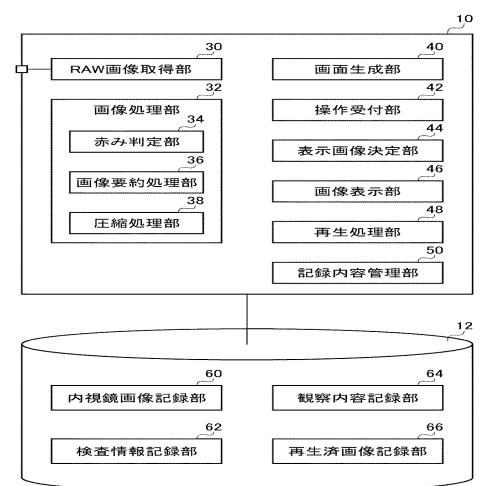 10
30
RAW画像取得部
32
画像処理部
34
赤み判定部
36
画像要約処理部
38
圧縮処理部
40
画面生成部
42
操作受付部
44
表示画像決定部
46
画像表示部
48
再生処理部
50
記録内容管理部
12
60
内視鏡画像記録部
62
検査情報記録部
64
観察内容記録部
66
再生済画像記録部